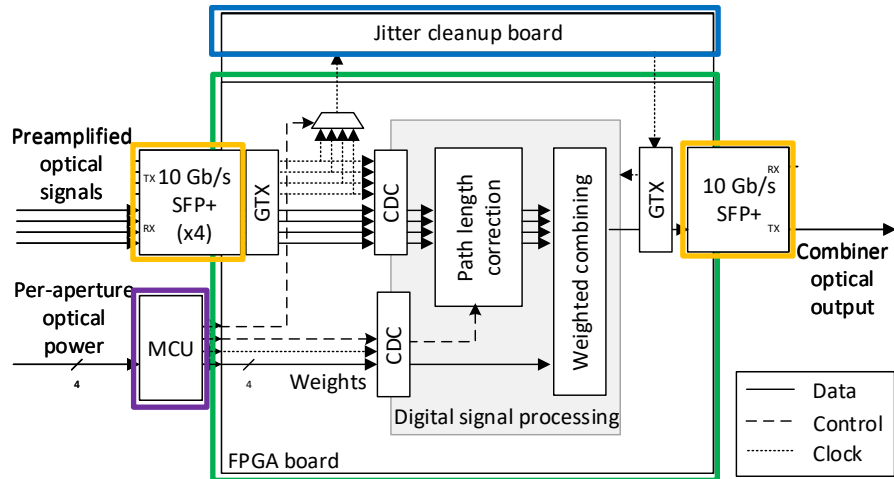 Jitter cleanup board
Preamplified
optical
signals
TX
RX
10 Gb/s
SFP+
(x4)
GTX
CDC
Path length
correction
Weighted combining
GTX
10 Gb/s
SFP+
RX
TX
Combiner
optical
output
Per-aperture
optical
power
4
MCU
4
Weights
CDC
Digital signal processing
FPGA board
Data
Control
Clock